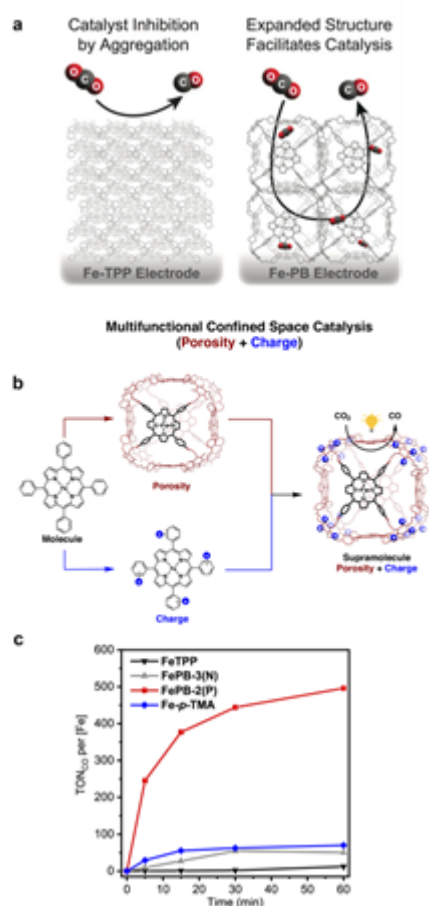 a
Catalyst Inhibition
by Aggregation
Expanded Structure
Facilitates Catalysis
O C O
C O
O C O
C O
Fe-TPP Electrode
Fe-PB Electrode
Multifunctional Confined Space Catalysis
(Porosity + Charge)
b
Porosity
Molecule
Charge
CO₂
CO
Supramolecule
Porosity + Charge
c
600
500
400
300
200
100
0
TONCO per [Fe]
FeTPP
FePB-3(N)
FePB-2(P)
Fe-p-TMA
0 10 20 30 40 50 60
Time (min)